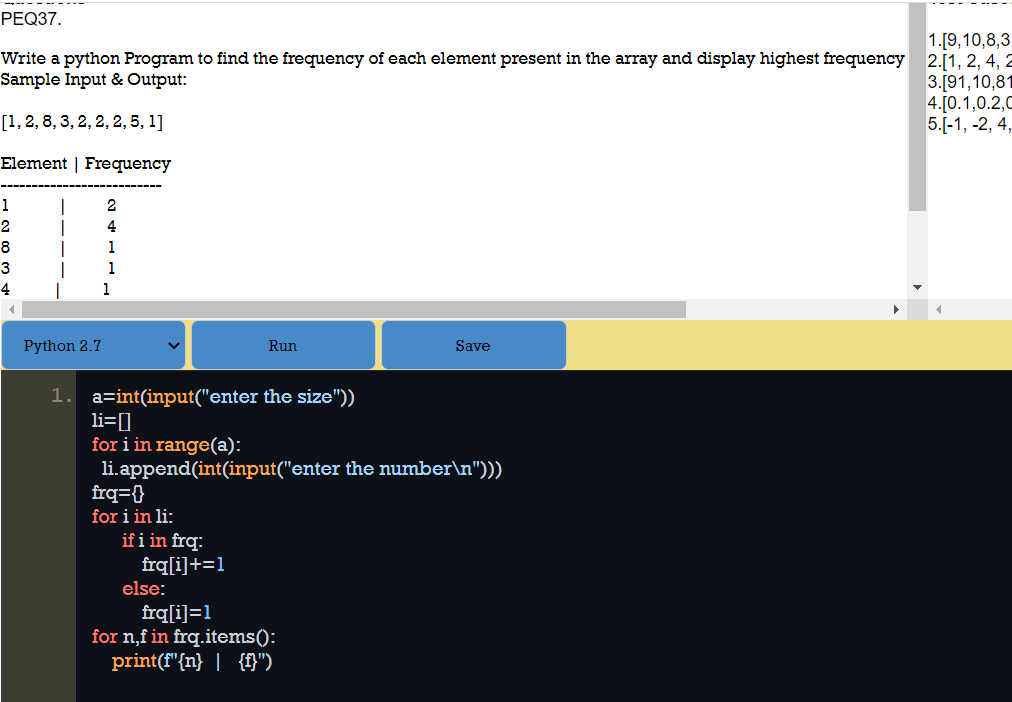 PEQ37.
Write a python Program to find the frequency of each element present in the array and display highest frequency
Sample Input & Output:
[1, 2, 8, 3, 2, 2, 2, 5, 1]
Element | Frequency
--------------------------
1 | 2
2 | 4
8 | 1
3 | 1
4 | 1
1.[9,10,8,3
2.[1, 2, 4, 2
3.[91,10,81
4.[0.1,0.2,0
5.[-1, -2, 4,
Python 2.7 Run Save
1. a=int(input("enter the size"))
li=[]
for i in range(a):
li.append(int(input("enter the number\n")))
frq={}
for i in li:
if i in frq:
frq[i]+=1
else:
frq[i]=1
for n,f in frq.items():
print(f"{n} | {f}")